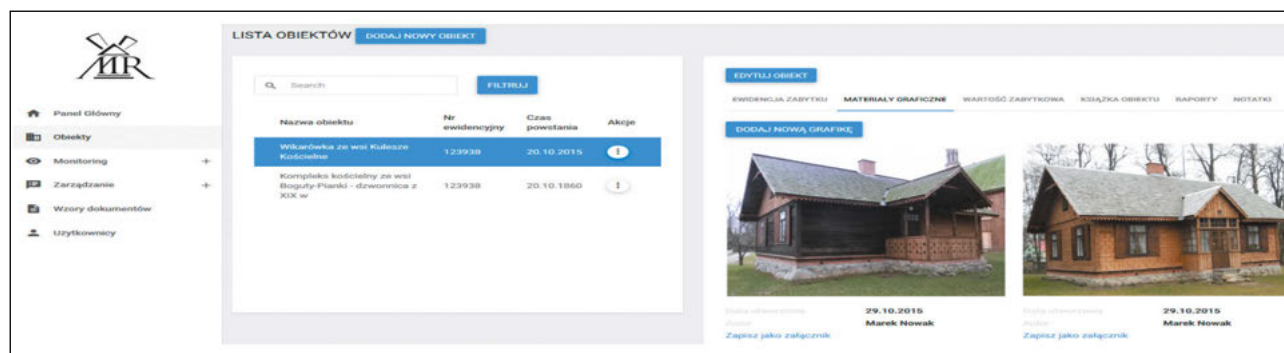 MR
LISTA OBIEKTÓW DODAJ NOWY OBIEKT
Panel Główny
Obiekty
Monitoring +
Zarządzanie +
Wzory dokumentów
Użytkownicy
Search FILTRUJ
Nazwa obiektu Nr ewidencyjny Czas powstania Akcje
Wikarówka ze wsi Kulesze
Kościelne
123938 20.10.2015
Kompleks kościelny ze wsi
Boguty-Pianki - dzwonnica z
XIX w
123938 20.10.1860
EDYTUJ OBIEKT
EWIDENCJA ZABYTKU MATERIAŁY GRAFICZNE WARTOŚĆ ZABYTKOWA KSIĄŻKA OBIEKTU RAPORTY NOTATKI
DODAJ NOWĄ GRAFIKĘ
29.10.2015 29.10.2015
Autor Marek Nowak Autor Marek Nowak
Zapisz jako załącznik Zapisz jako załącznik